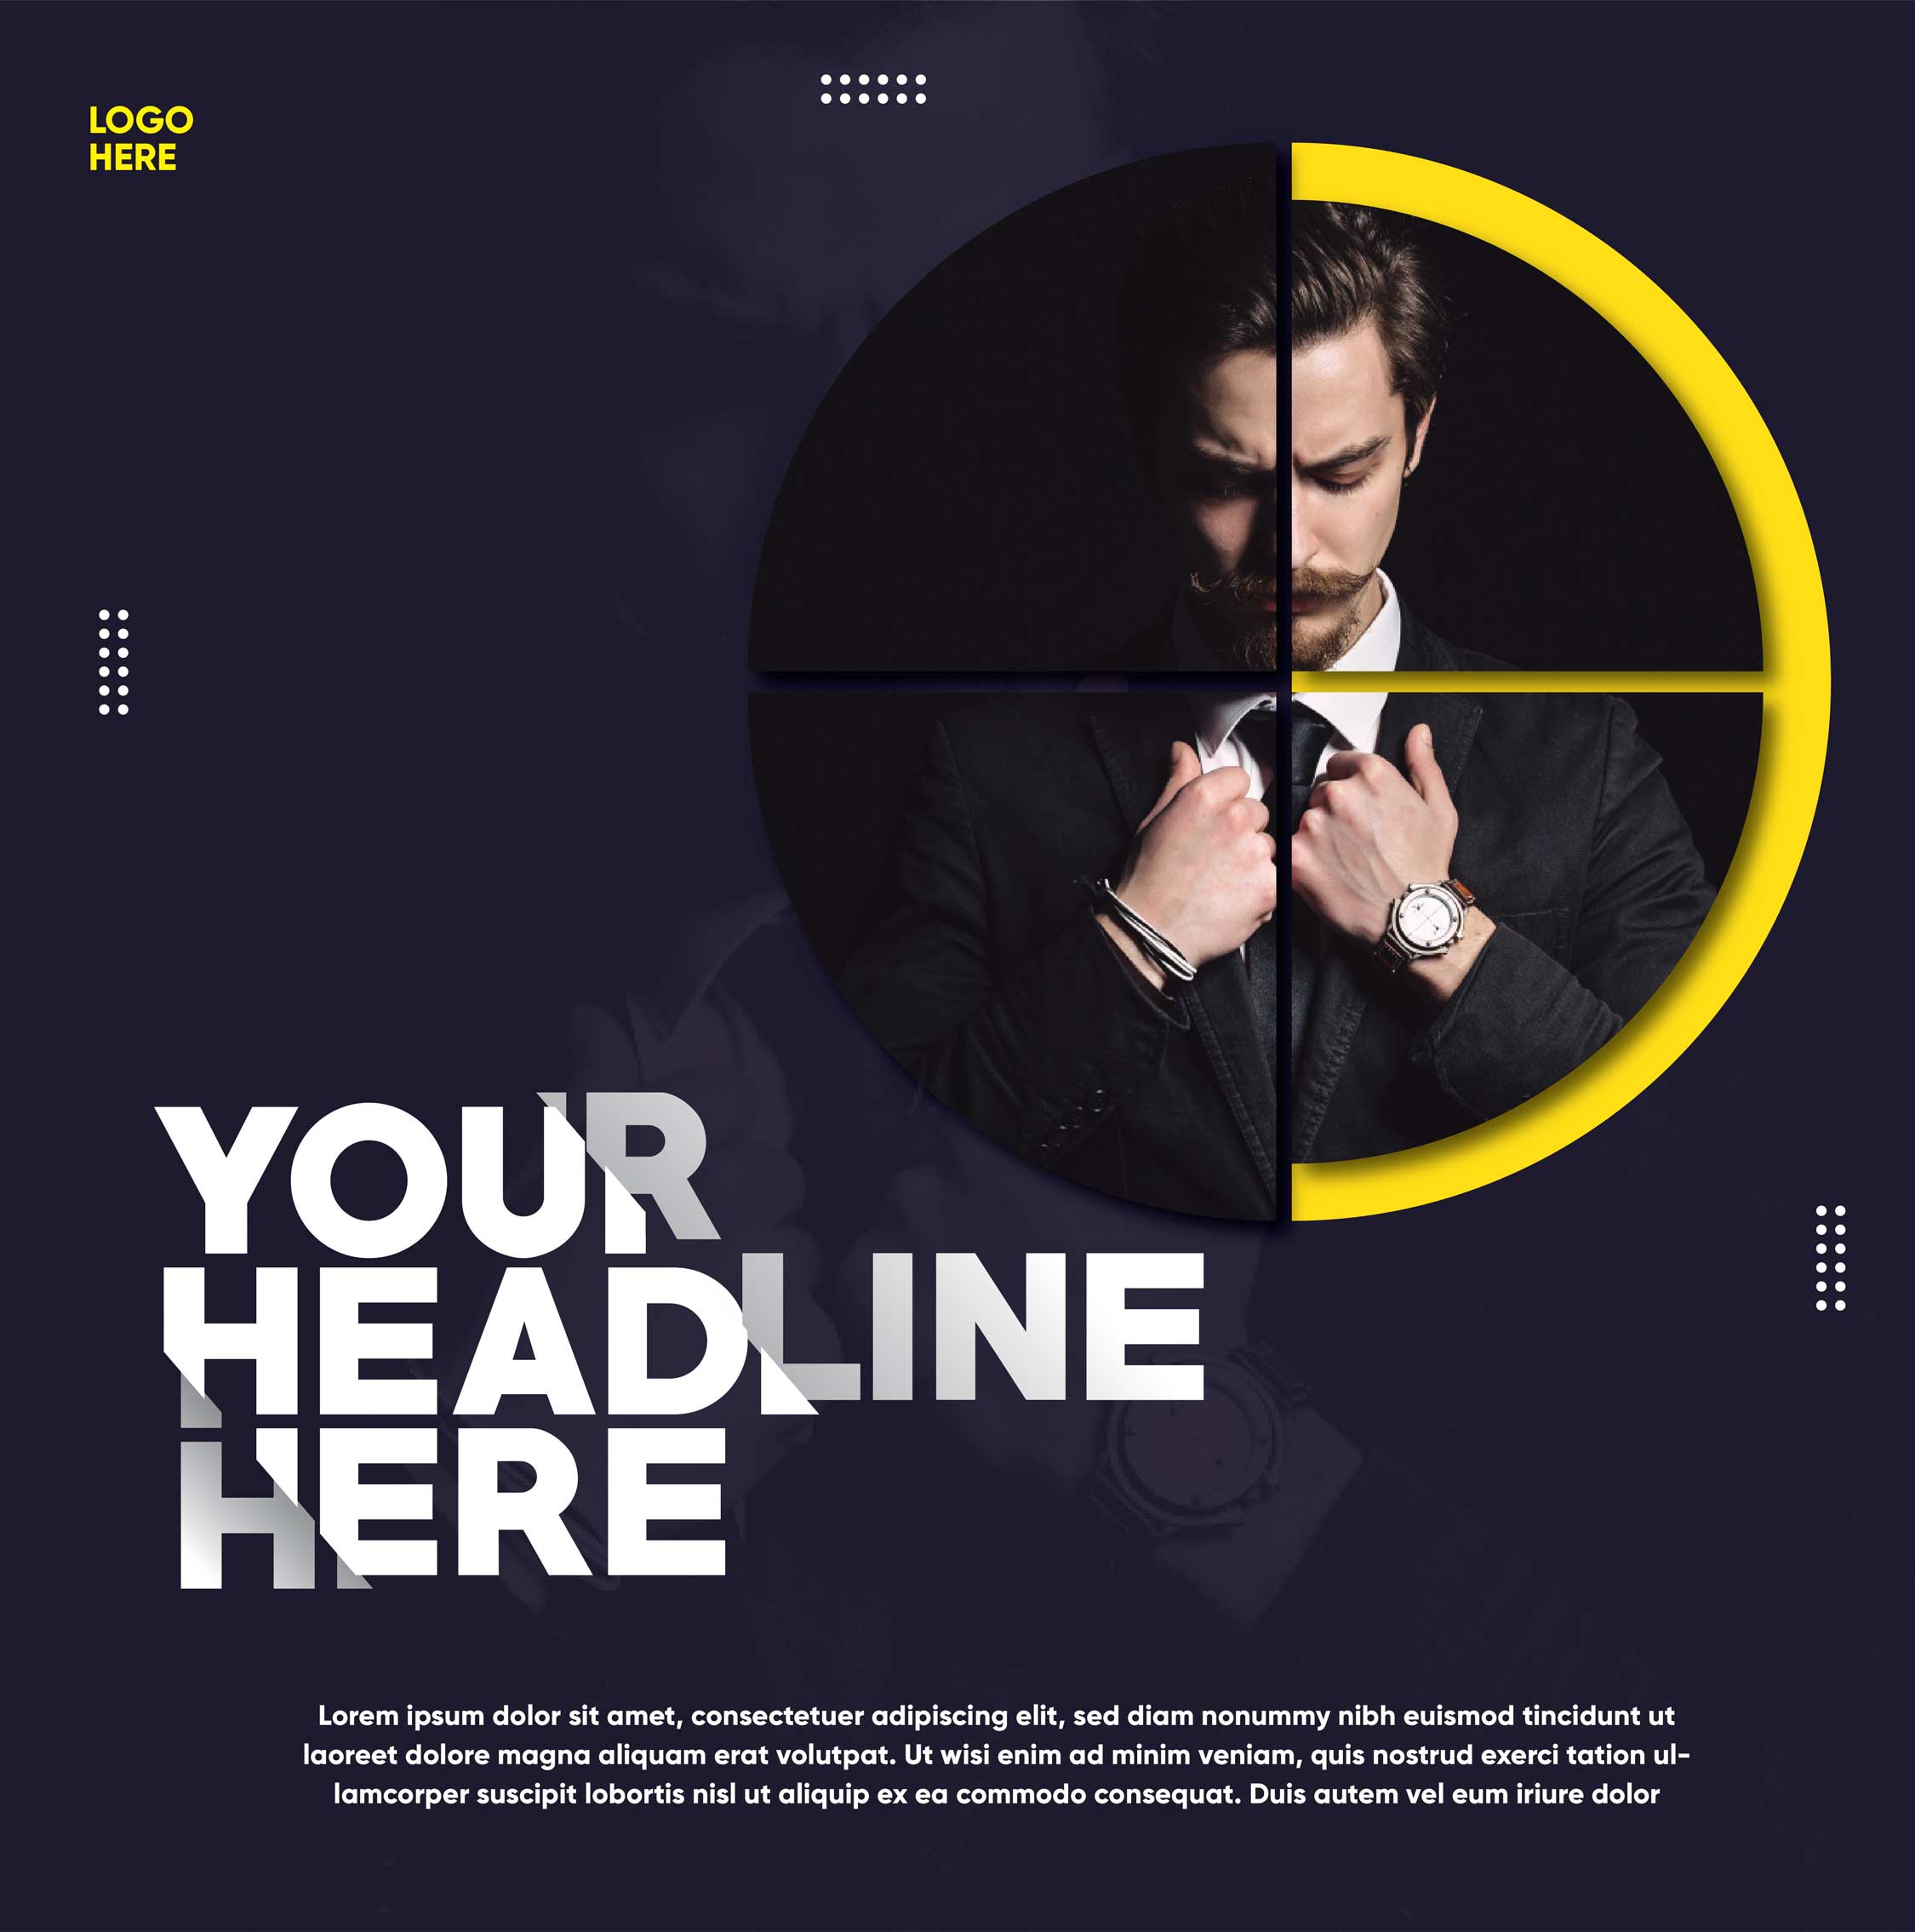 LOGO
HERE
YOUR
HEADLINE
HERE
Lorem ipsum dolor sit amet, consectetuer adipiscing elit, sed diam nonummy nibh euismod tincidunt ut
laoreet dolore magna aliquam erat volutpat. Ut wisi enim ad minim veniam, quis nostrud exerci tation ul-
lamcorper suscipit lobortis nisl ut aliquip ex ea commodo consequat. Duis autem vel eum iriure dolor